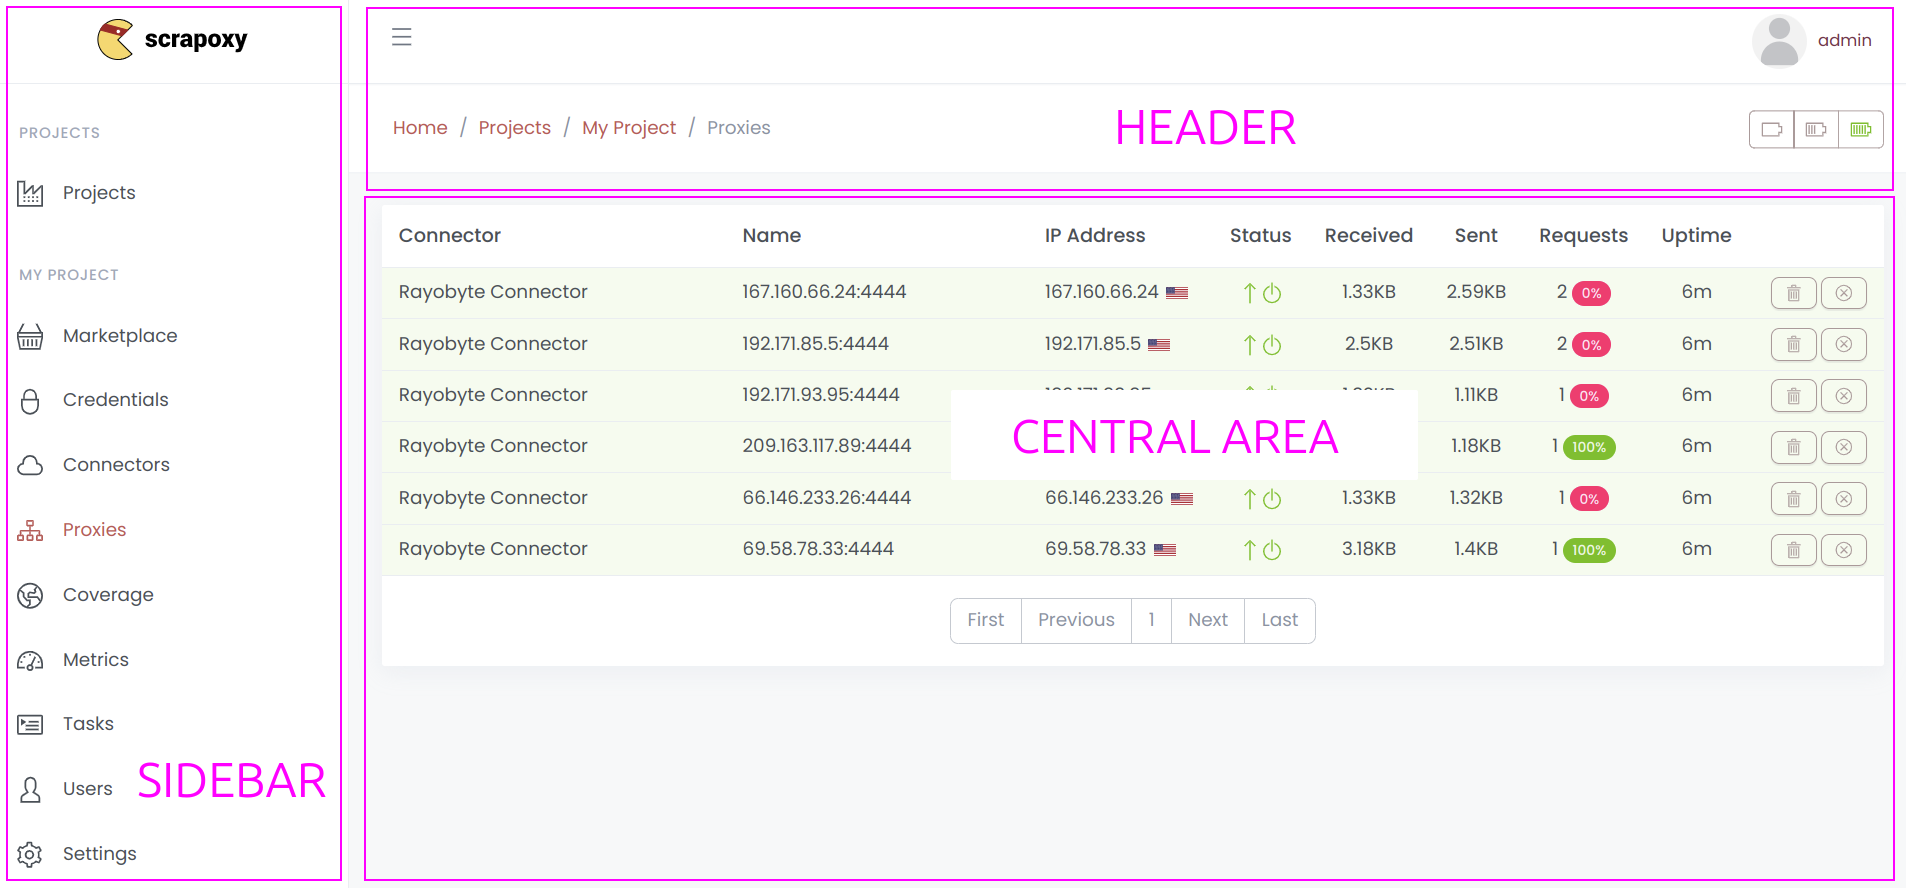 scrapoxy
admin
PROJECTS
Projects
MY PROJECT
Marketplace
Credentials
Connectors
Proxies
Coverage
Metrics
Tasks
Users
Settings
SIDEBAR
Home / Projects / My Project / Proxies
HEADER
Connector Name IP Address Status Received Sent Requests Uptime
Rayobyte Connector 167.160.66.24:4444 167.160.66.24 1.33KB 2.59KB 2 0% 6m
Rayobyte Connector 192.171.85.5:4444 192.171.85.5 2.5KB 2.51KB 2 0% 6m
Rayobyte Connector 192.171.93.95:4444 1.11KB 1 0% 6m
Rayobyte Connector 209.163.117.89:4444 1.18KB 1 100% 6m
CENTRAL AREA
Rayobyte Connector 66.146.233.26:4444 66.146.233.26 1.33KB 1.32KB 1 0% 6m
Rayobyte Connector 69.58.78.33:4444 69.58.78.33 3.18KB 1.4KB 1 100% 6m
First Previous 1 Next Last